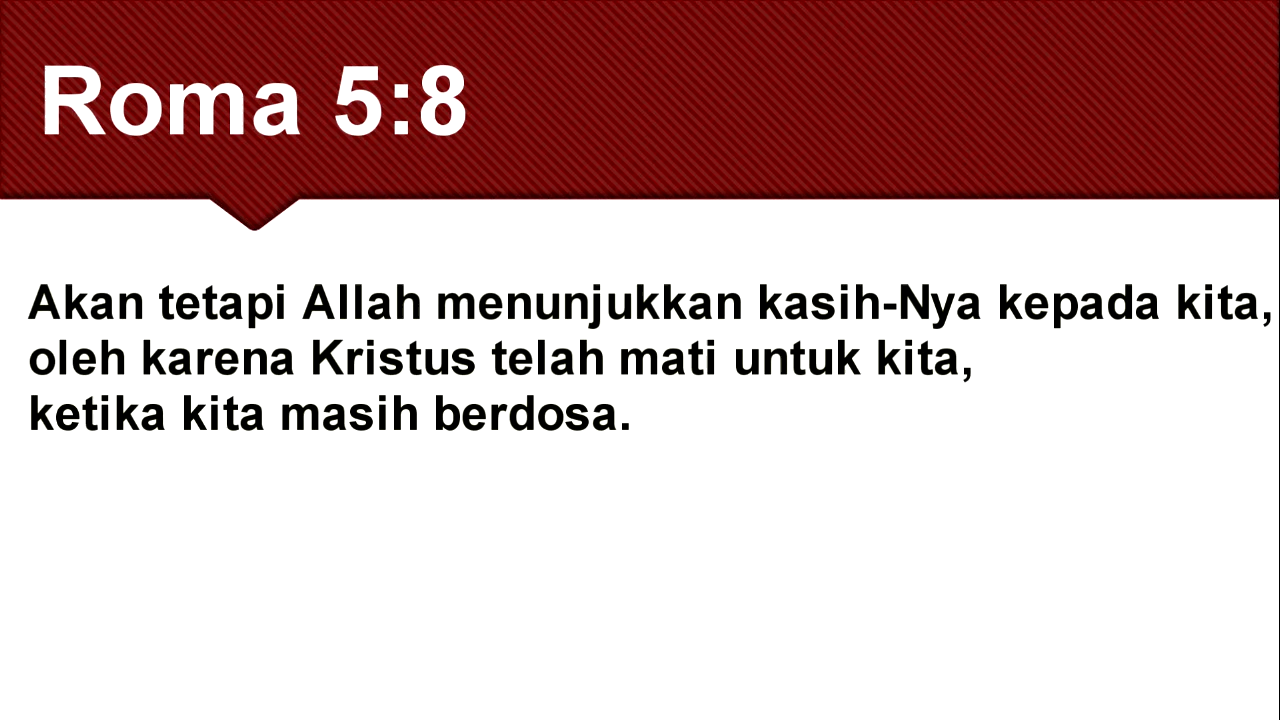 Roma 5:8
Akan tetapi Allah menunjukkan kasih-Nya kepada kita,
oleh karena Kristus telah mati untuk kita,
ketika kita masih berdosa.